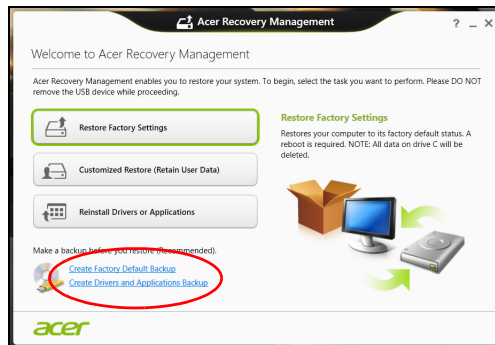 Acer Recovery Management
? _ X
Welcome to Acer Recovery Management
Acer Recovery Management enables you to restore your system. To begin, select the task you want to perform. Please DO NOT
remove the USB device while proceeding.
Restore Factory Settings
Customized Restore (Retain User Data)
Reinstall Drivers or Applications
Restore Factory Settings
Restores your computer to its factory default status. A
reboot is required. NOTE: All data on drive C will be
deleted.
Make a backup before you restore (Recommended).
Create Factory Default Backup
Create Drivers and Applications Backup
acer